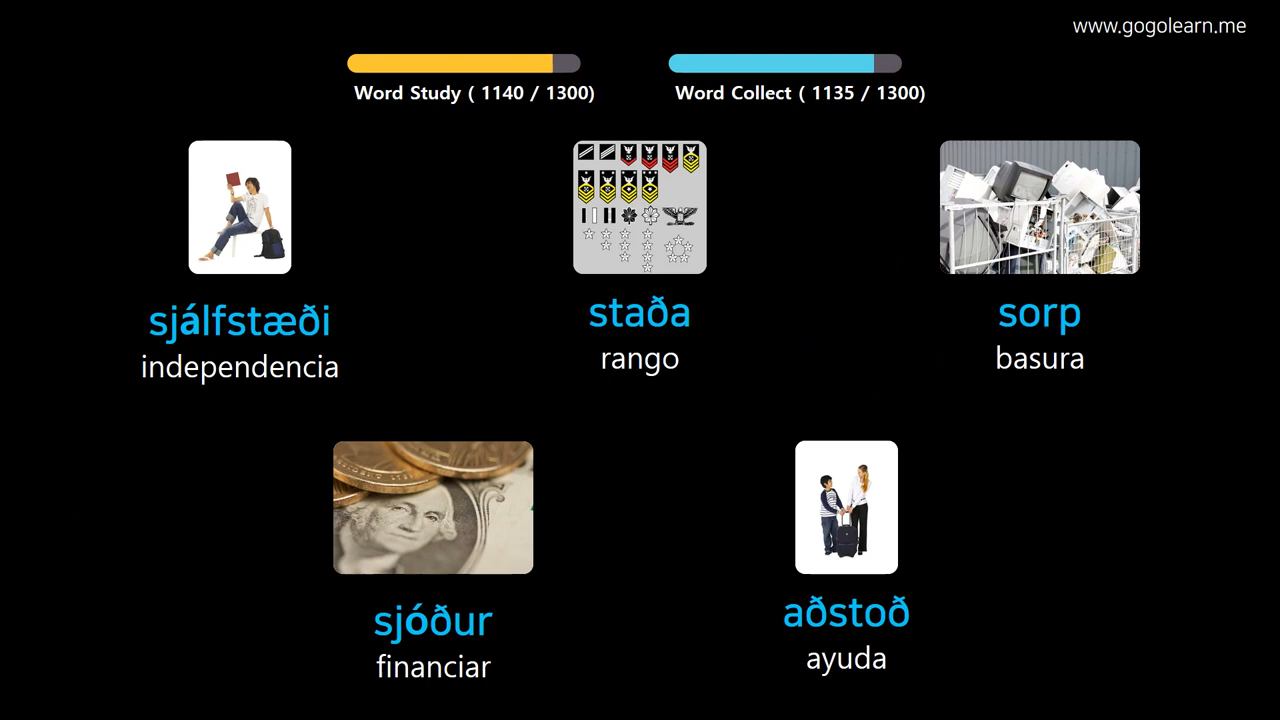 www.gogolearn.me
Word Study ( 1140 / 1300)
Word Collect ( 1135 / 1300)
sjálfstæði
independencia
staða
rango
sorp
basura
sjóður
financiar
aðstoð
ayuda